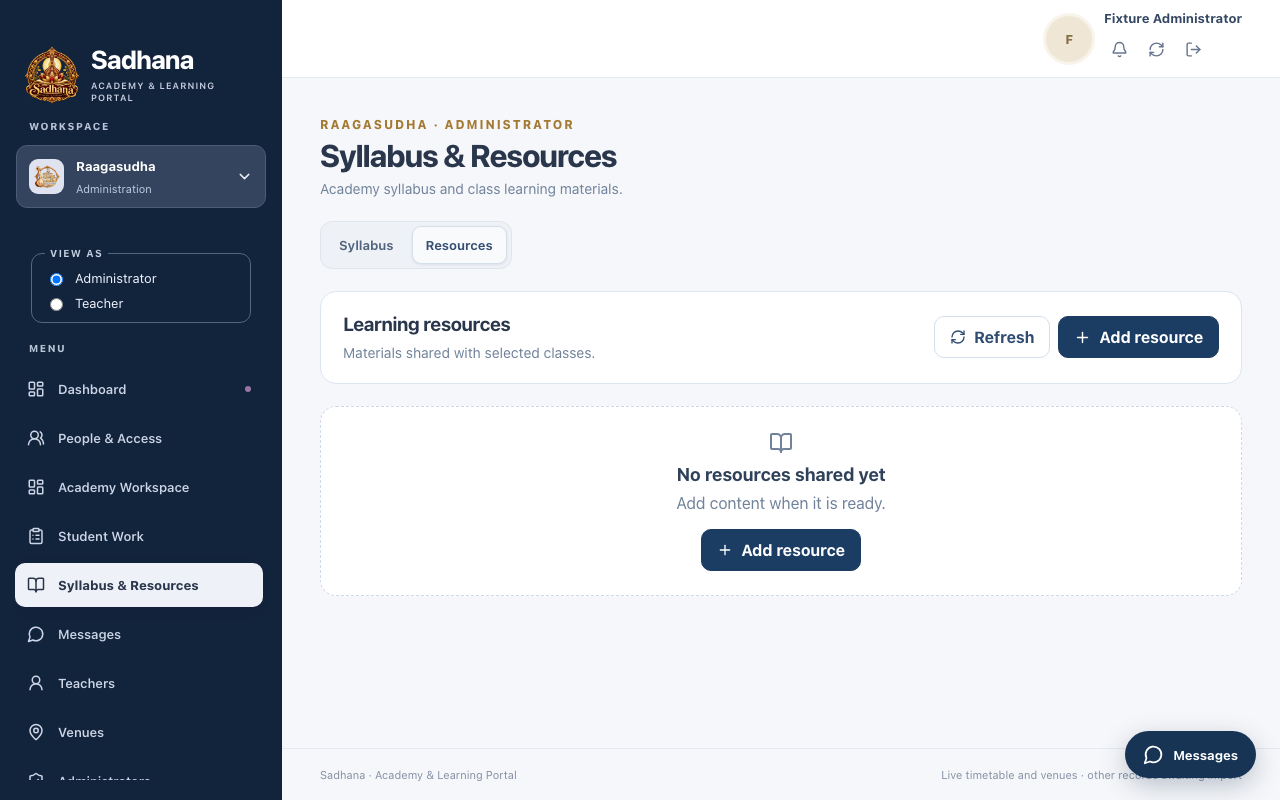 Sadhana
ACADEMY & LEARNING
PORTAL
Sadhana
WORKSPACE
Raagasudha
Administration
VIEW AS
Administrator
Teacher
MENU
Dashboard
People & Access
Academy Workspace
Student Work
Syllabus & Resources
Messages
Teachers
Venues
Administrators
F
Fixture Administrator
RAAGASUDHA · ADMINISTRATOR
Syllabus & Resources
Academy syllabus and class learning materials.
Syllabus
Resources
Learning resources
Materials shared with selected classes.
Refresh
Add resource
No resources shared yet
Add content when it is ready.
Add resource
Sadhana · Academy & Learning Portal
Live timetable and venues · other
Messages